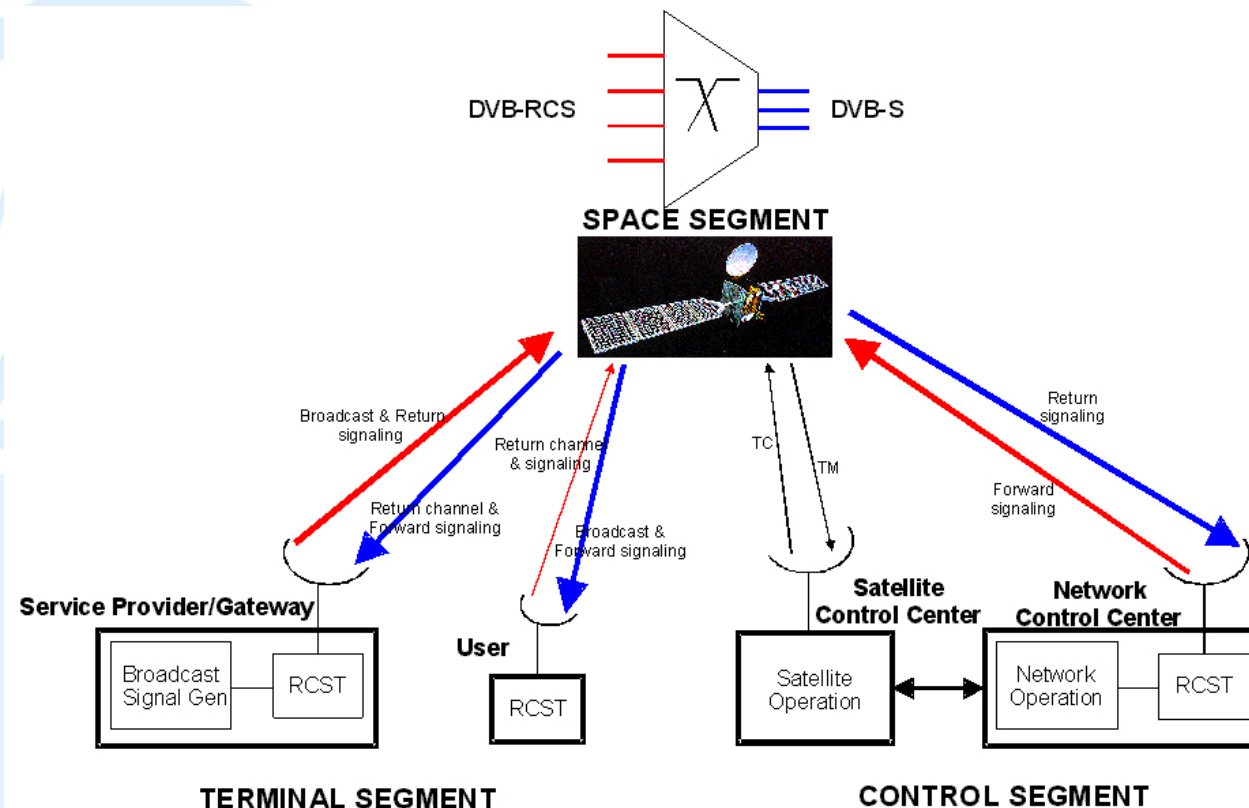 DVB-RCS
DVB-S
SPACE SEGMENT
Broadcast & Return
signaling
Return channel &
Forward signaling
Return channel
& signaling
Broadcast &
Forward signaling
TC
TM
Return
signaling
Forward
signaling
Service Provider/Gateway
Broadcast
Signal Gen
RCST
User
RCST
Satellite
Control Center
Satellite
Operation
Network
Control Center
Network
Operation
RCST
TERMINAL SEGMENT
CONTROL SEGMENT